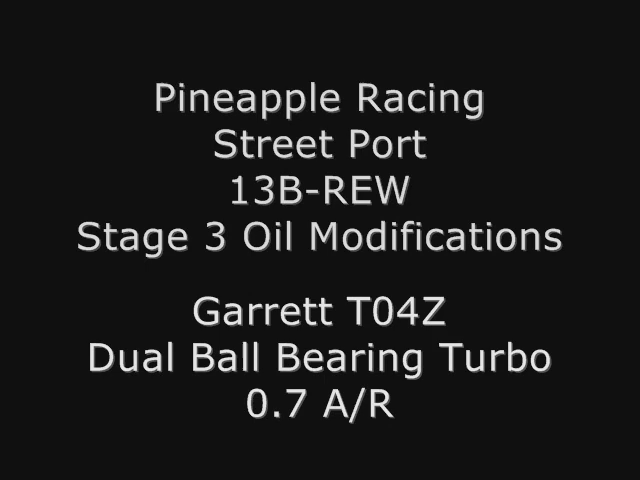 Pineapple Racing
Street Port
13B-REW
Stage 3 Oil Modifications
Garrett T04Z
Dual Ball Bearing Turbo
0.7 A/R